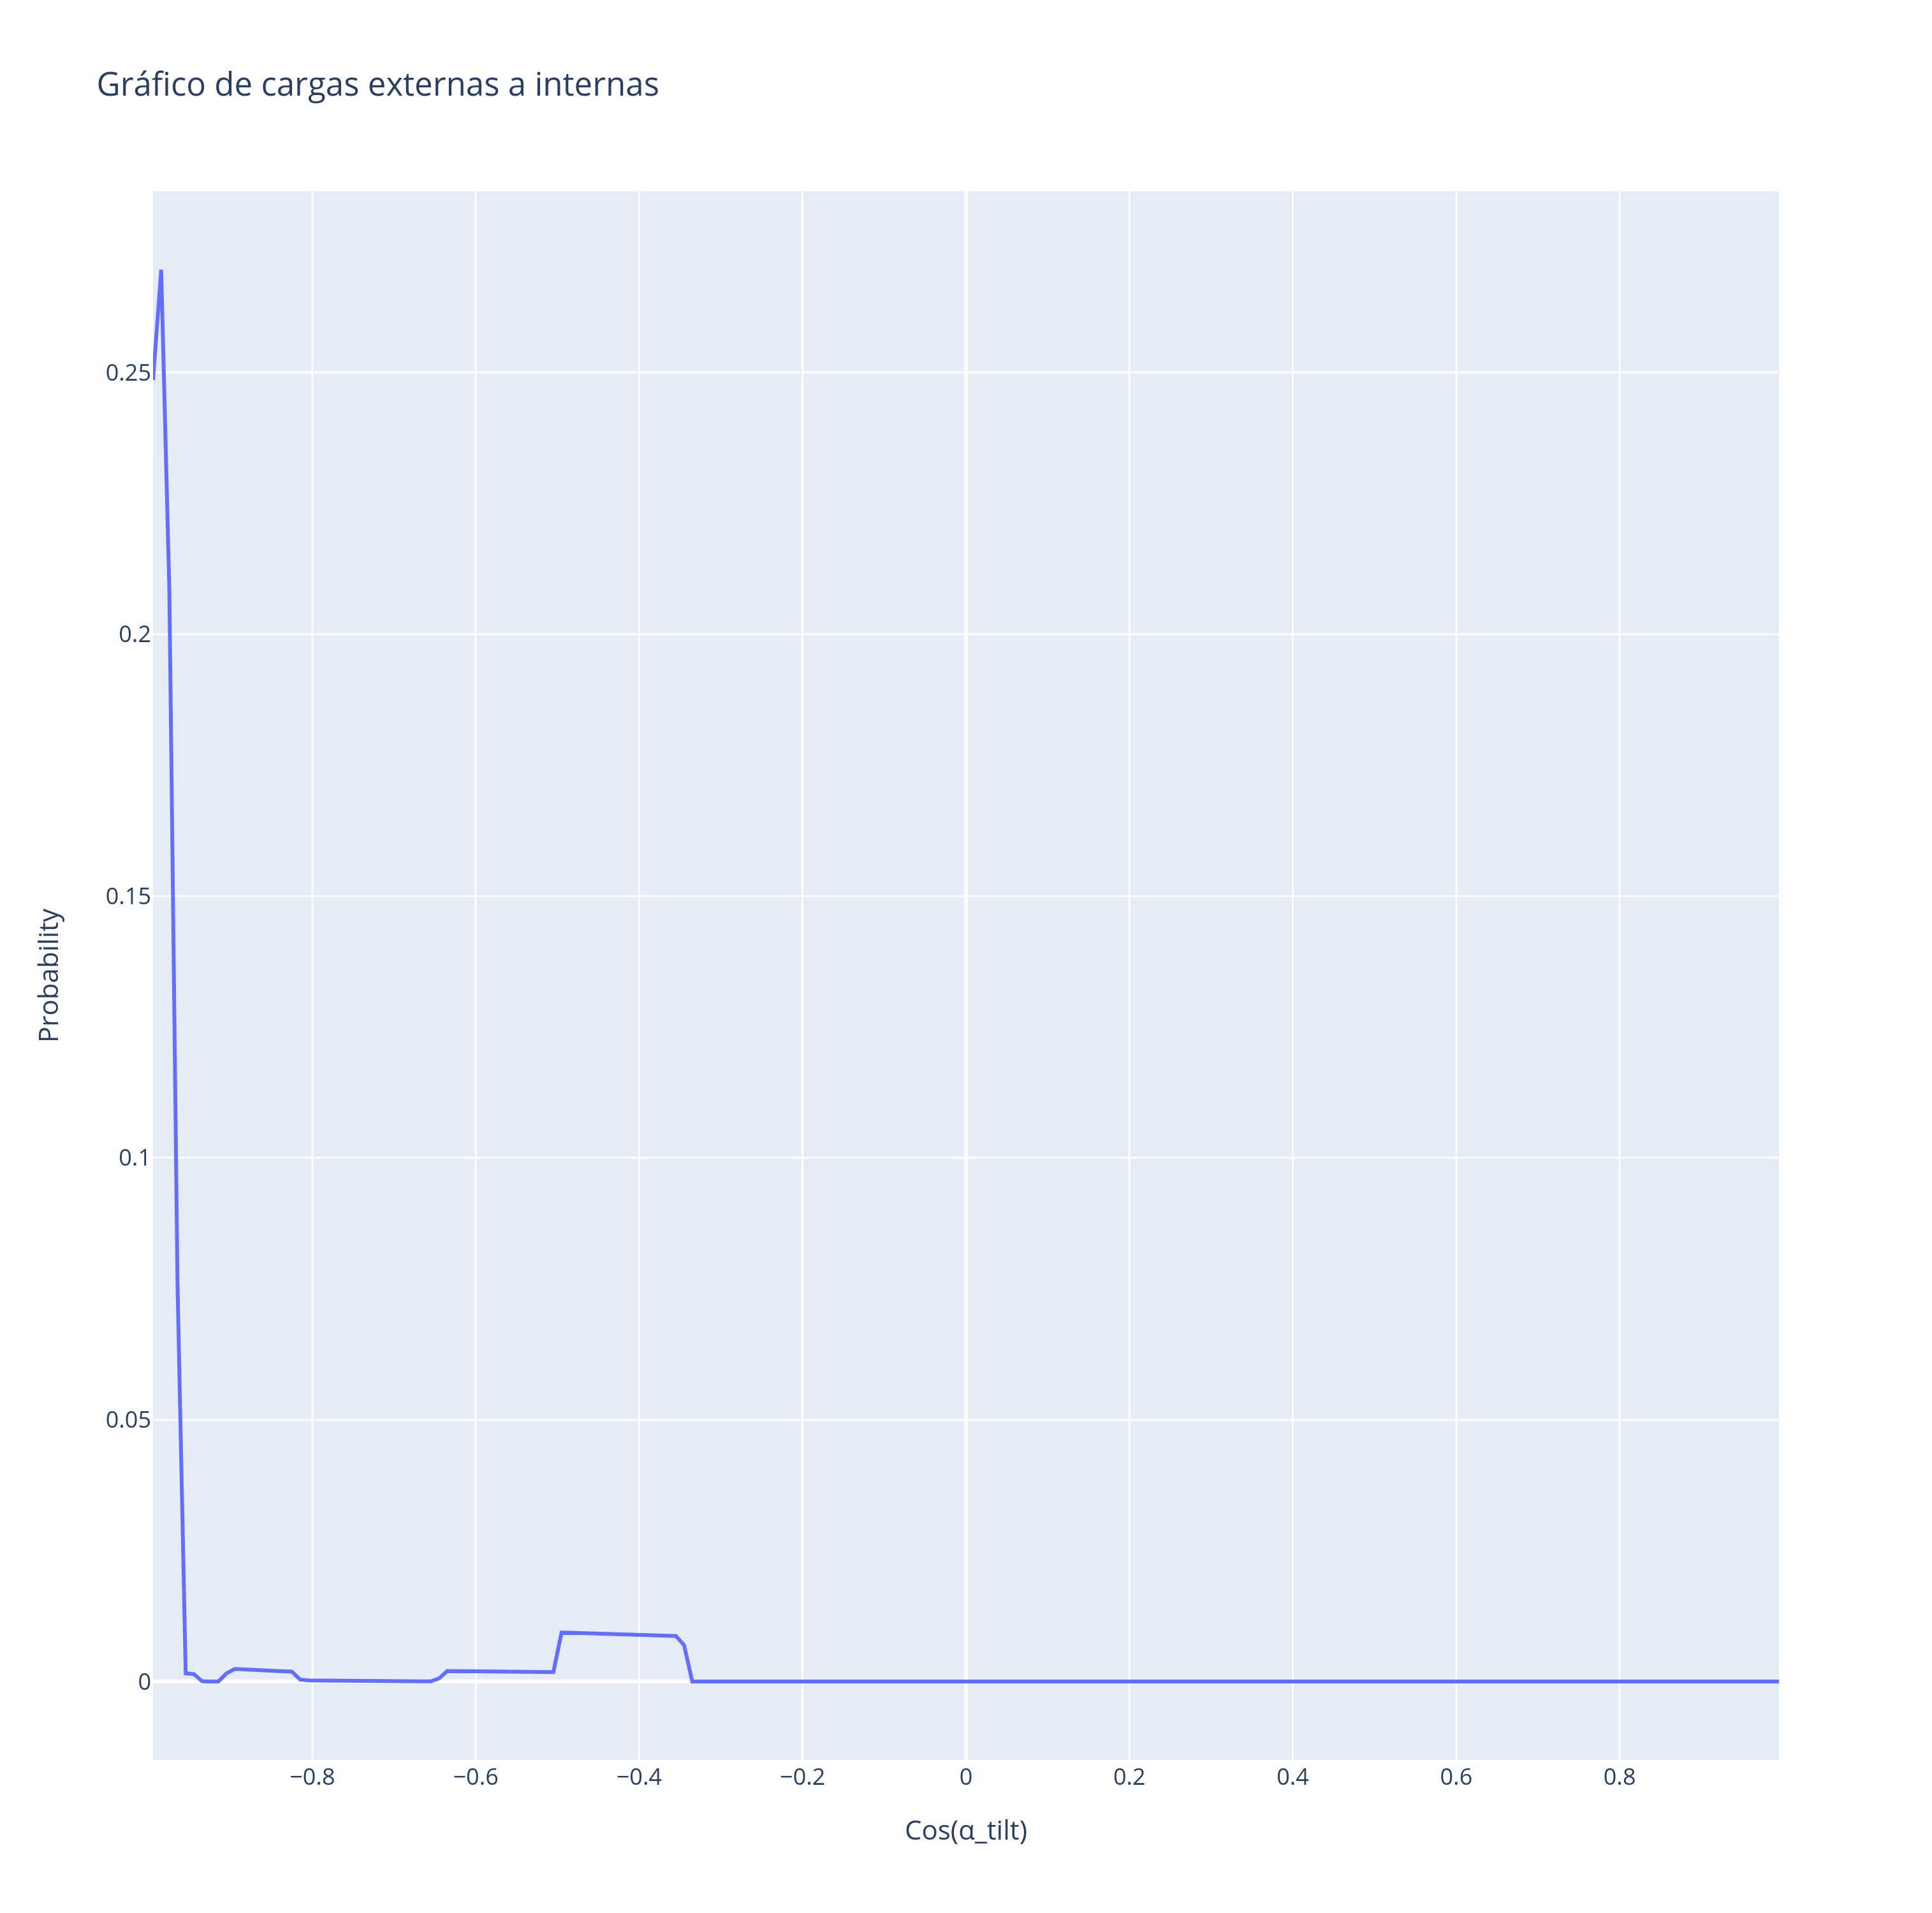 Gráfico de cargas externas a internas
0.25
0.2
0.15
0.1
0.05
0
Probability
−0.8 −0.6 −0.4 −0.2 0 0.2 0.4 0.6 0.8
Cos(α_tilt)